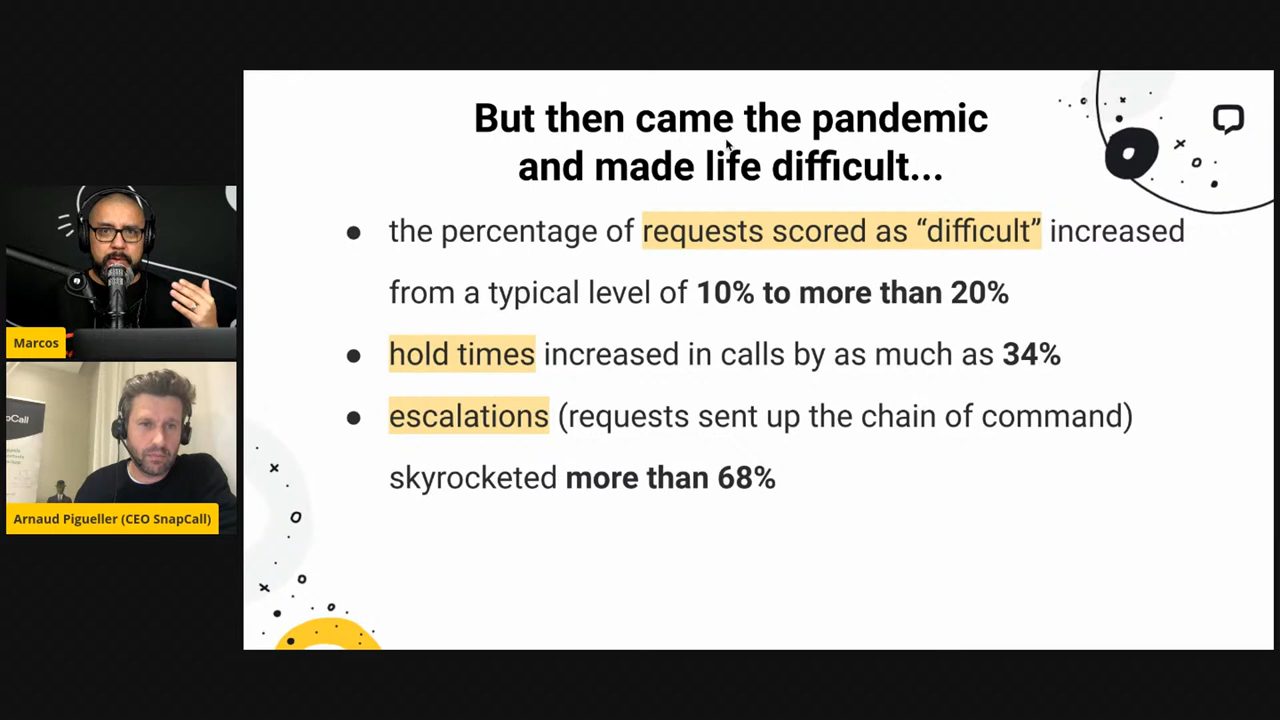 But then came the pandemic
and made life difficult...
● the percentage of requests scored as “difficult” increased
from a typical level of 10% to more than 20%
● hold times increased in calls by as much as 34%
● escalations (requests sent up the chain of command)
skyrocketed more than 68%
Marcos
Arnaud Pigueller (CEO SnapCall)